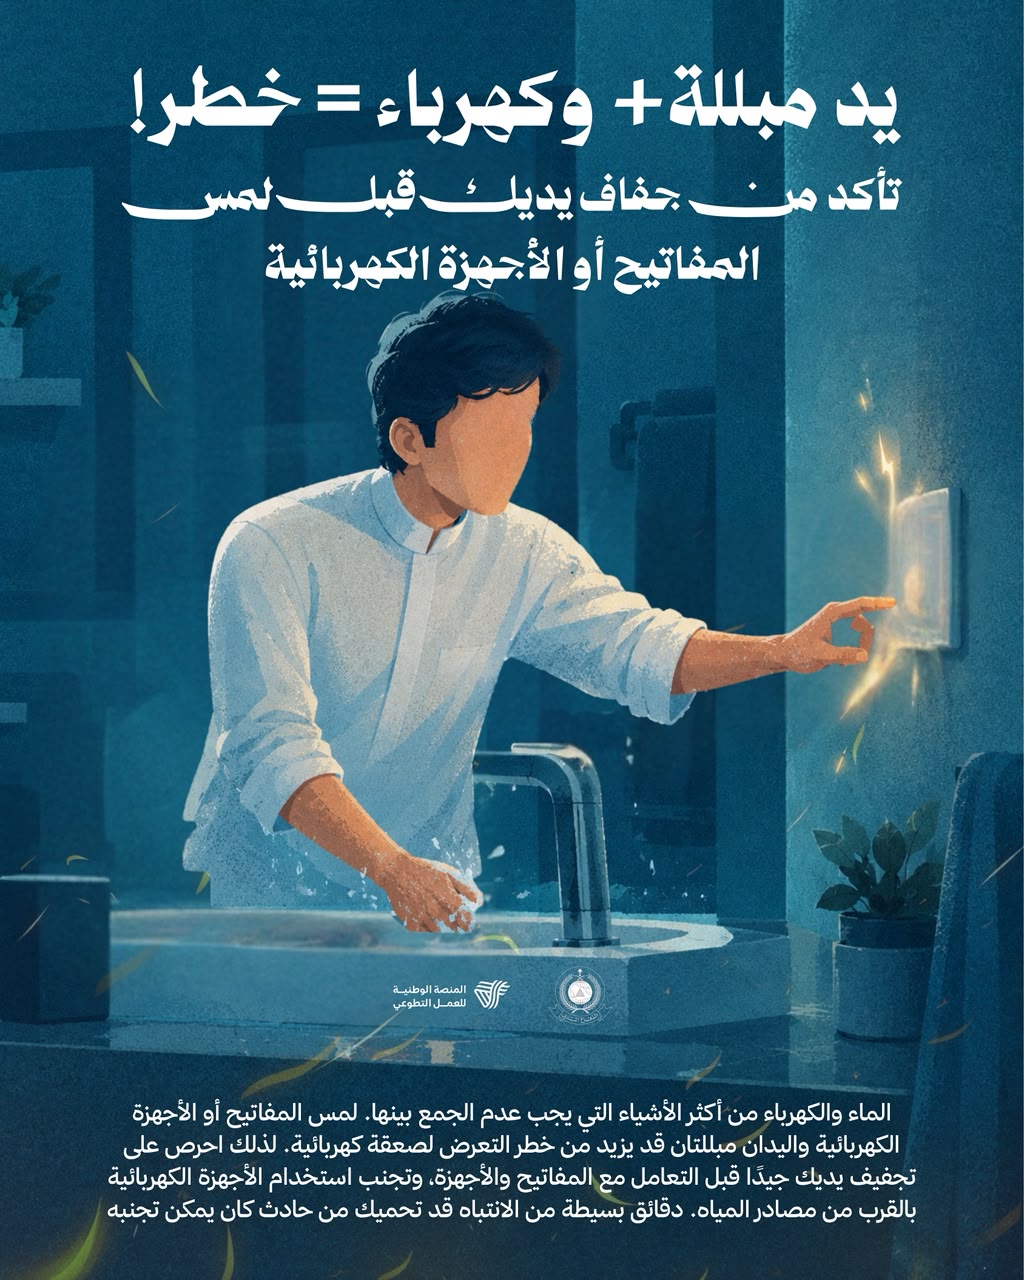 يد مبللة+ وكهرباء = خطر!
تأكد من جفاف يديك قبل لمس
المفاتيح أو الأجهزة الكهربائية
المنصة الوطنية
للعمل التطوعي
الماء والكهرباء من أكثر الأشياء التي يجب عدم الجمع بينها. لمس المفاتيح أو الأجهزة
الكهربائية واليدان مبللتان قد يزيد من خطر التعرض لصعقة كهربائية. لذلك احرص على
تجفيف يديك جيدًا قبل التعامل مع المفاتيح والأجهزة، وتجنب استخدام الأجهزة الكهربائية
بالقرب من مصادر المياه. دقائق بسيطة من الانتباه قد تحميك من حادث كان يمكن تجنبه